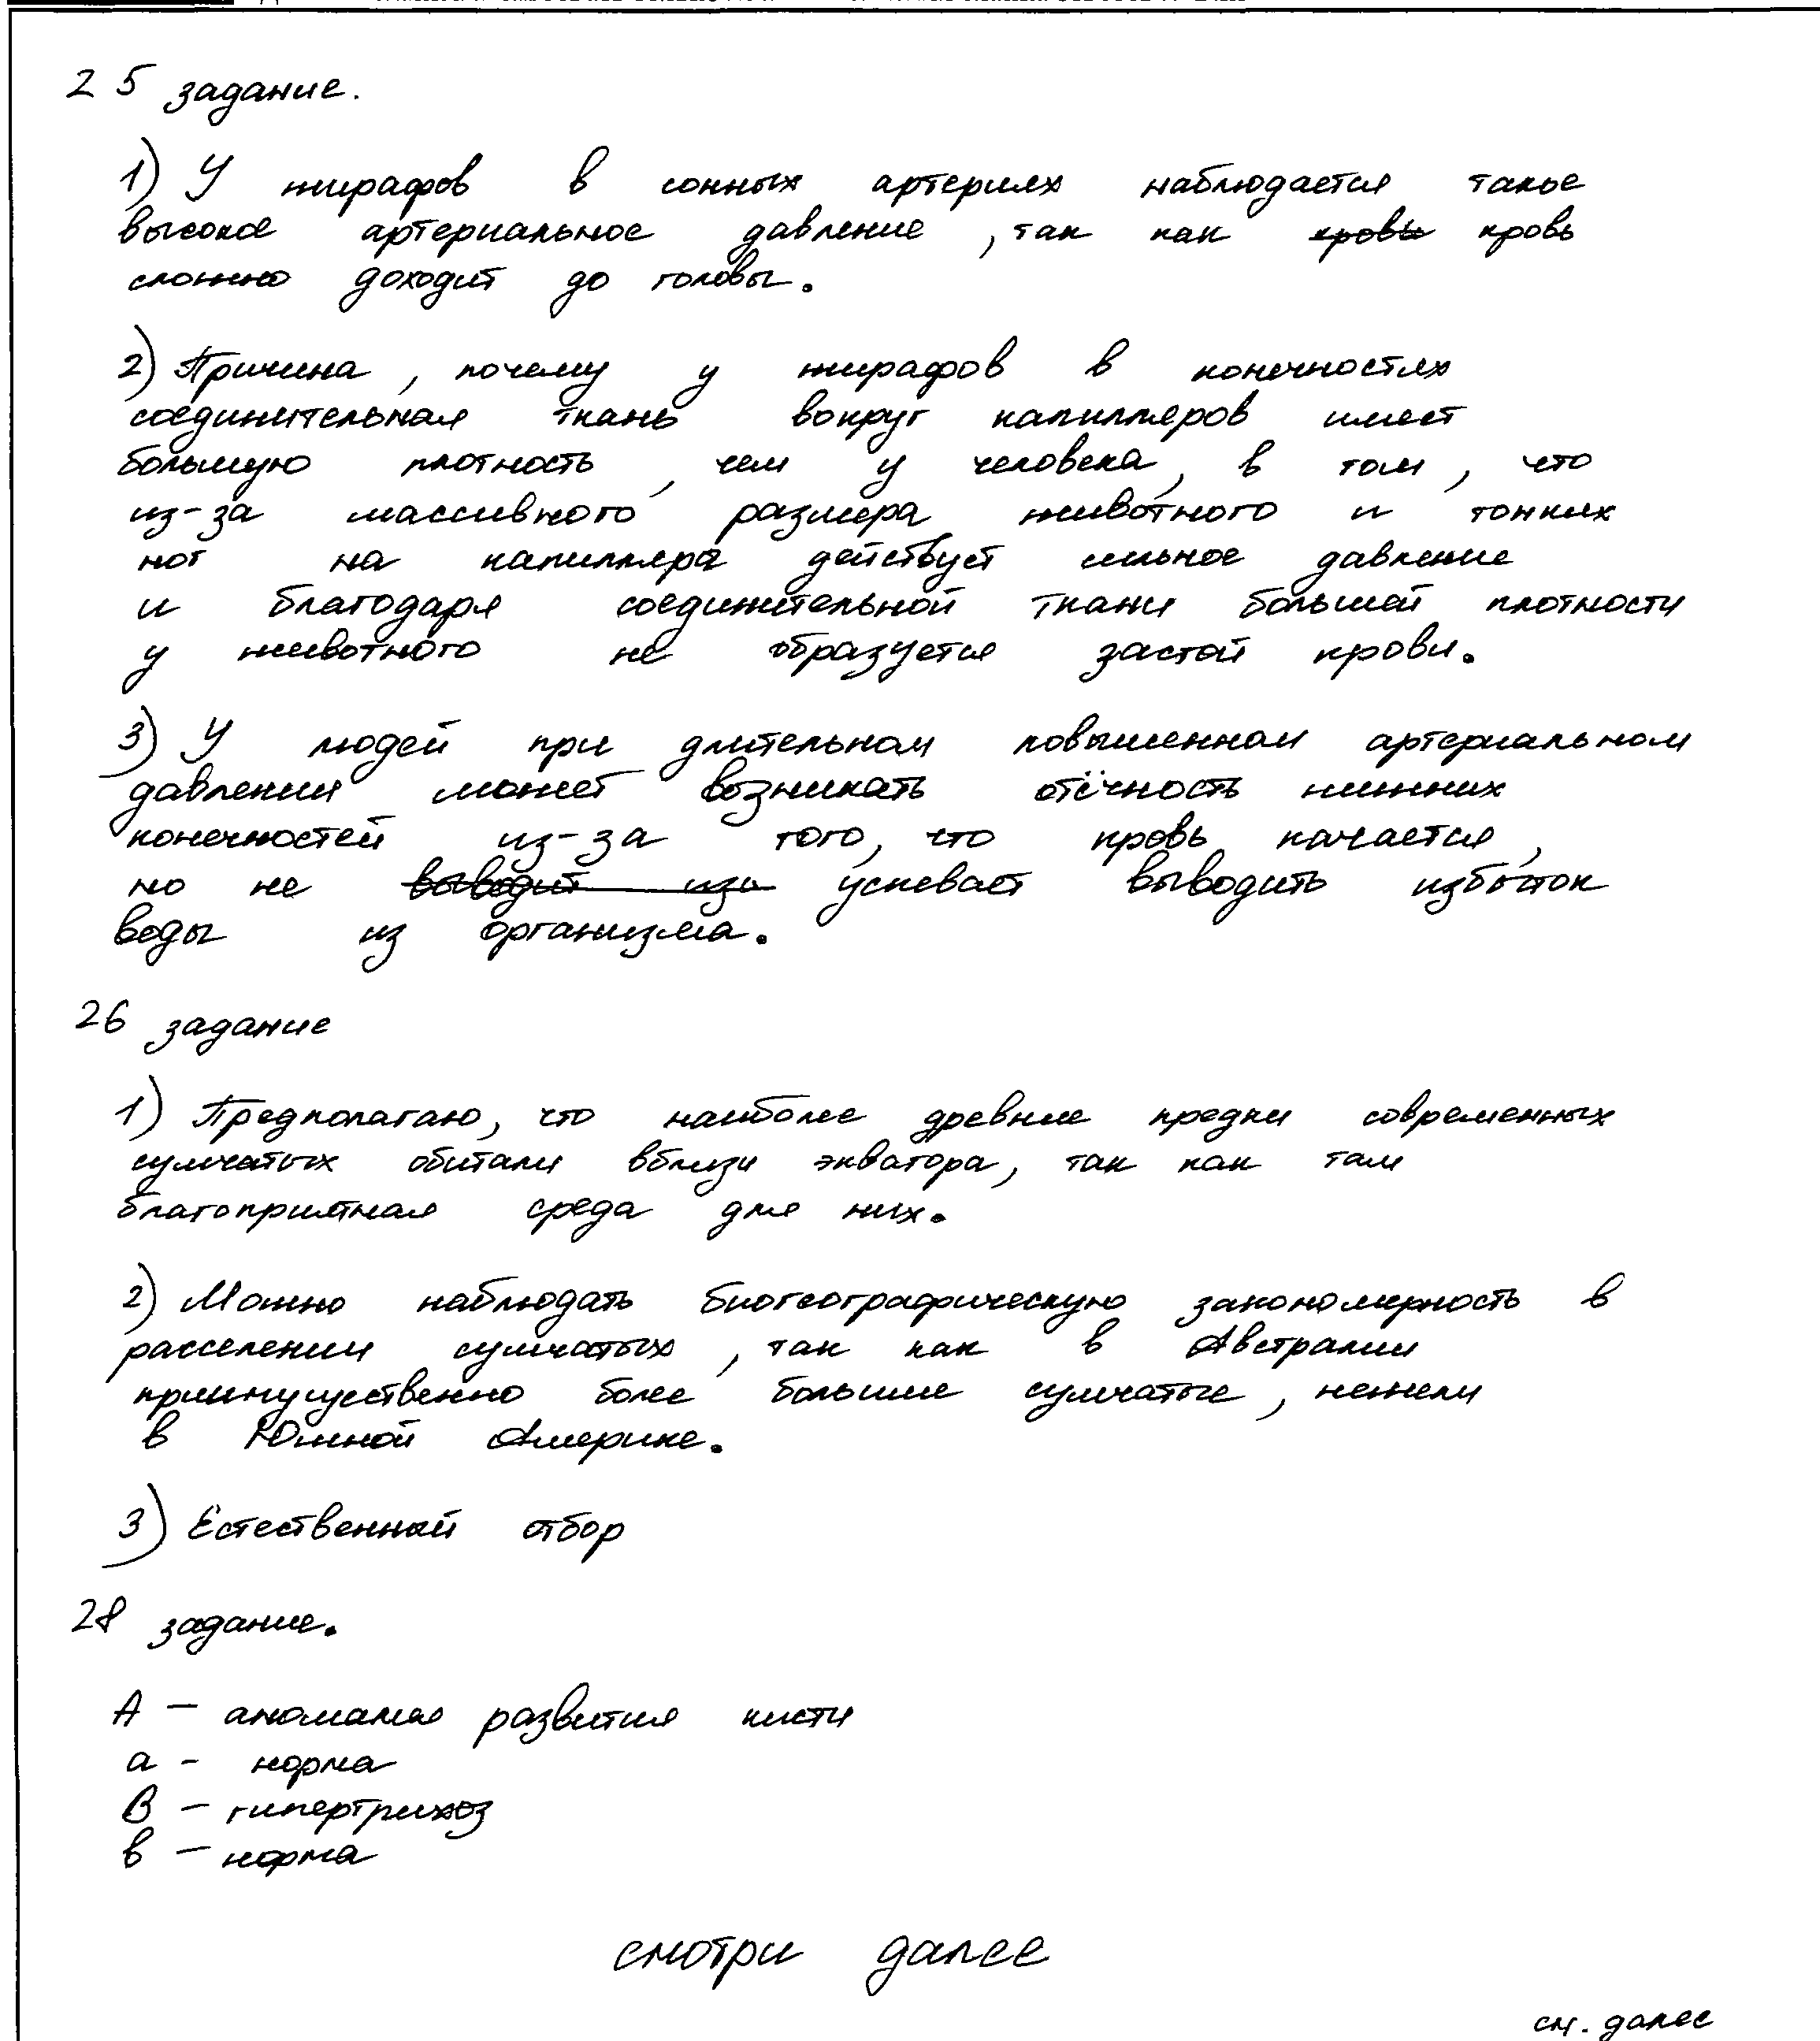 25 задание.
1) У жирафов в сонных артериях наблюдается такое
высокое артериальное давление, так как кровь кровь
сложно доходит до головы.
2) Причина, почему у жирафов в конечностях
соединительная ткань вокруг капилляров имеет
большую плотность, чем у человека, в том, что
из-за массивного размера животного и тонких
ног на капилляра действует сильное давление
и благодаря соединительной ткани большей плотности
у животного не образуется застой крови.
3) У людей при длительном повышенном артериальном
давлении может возникать отёчность нижних
конечностей из-за того, что кровь качается,
но не выводит изи успевает выводить избыток
воды из организма.
26 задание
1) Предполагаю, что наиболее древние предки современных
сумчатых обитали вблизи экватора, так как там
благоприятная среда для них.
2) Можно наблюдать биогеографическую закономерность в
расселении сумчатых, так как в Австралии
приимущественно более большие сумчатые, нежели
в Южной Америке.
3) Естественный отбор
28 задание.
А – аномалия развития кисти
а – норма
В – гипертрихоз
в – норма
смотри далее
см. далее